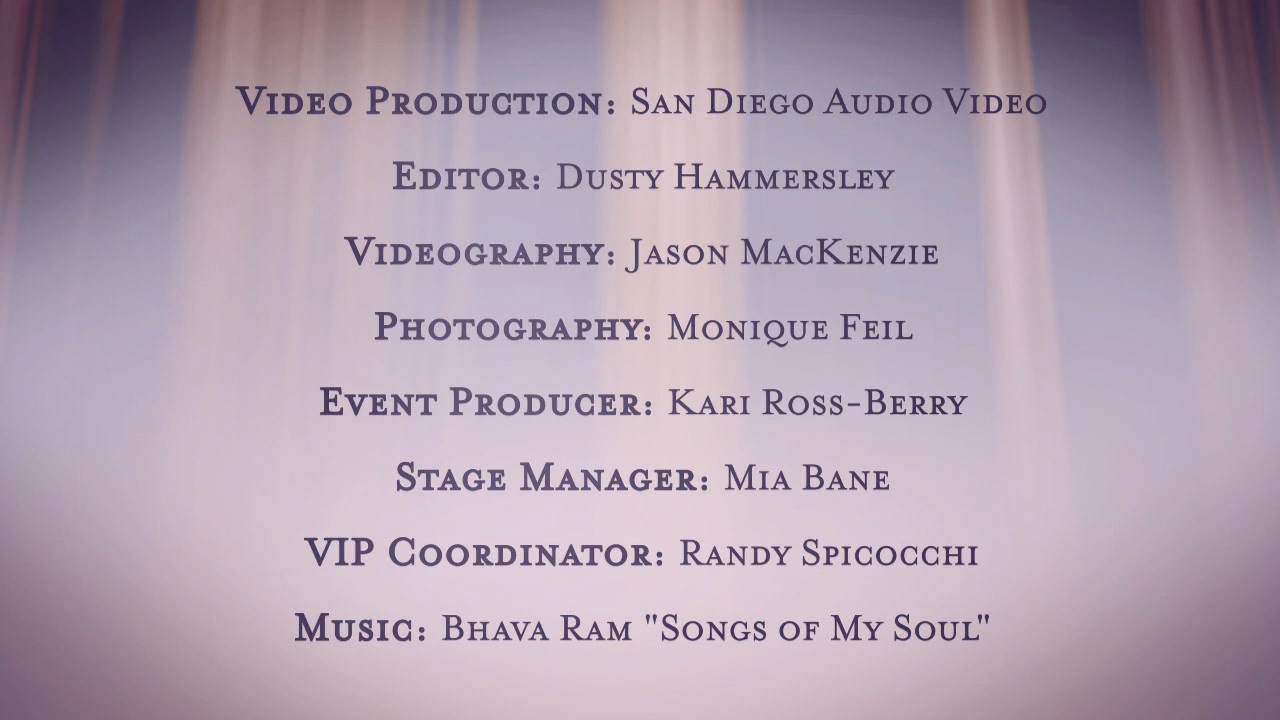 Video Production: San Diego Audio Video
Editor: Dusty Hammersley
Videography: Jason MacKenzie
Photography: Monique Feil
Event Producer: Kari Ross-Berry
Stage Manager: Mia Bane
VIP Coordinator: Randy Spicocchi
Music: Bhava Ram "Songs of My Soul"